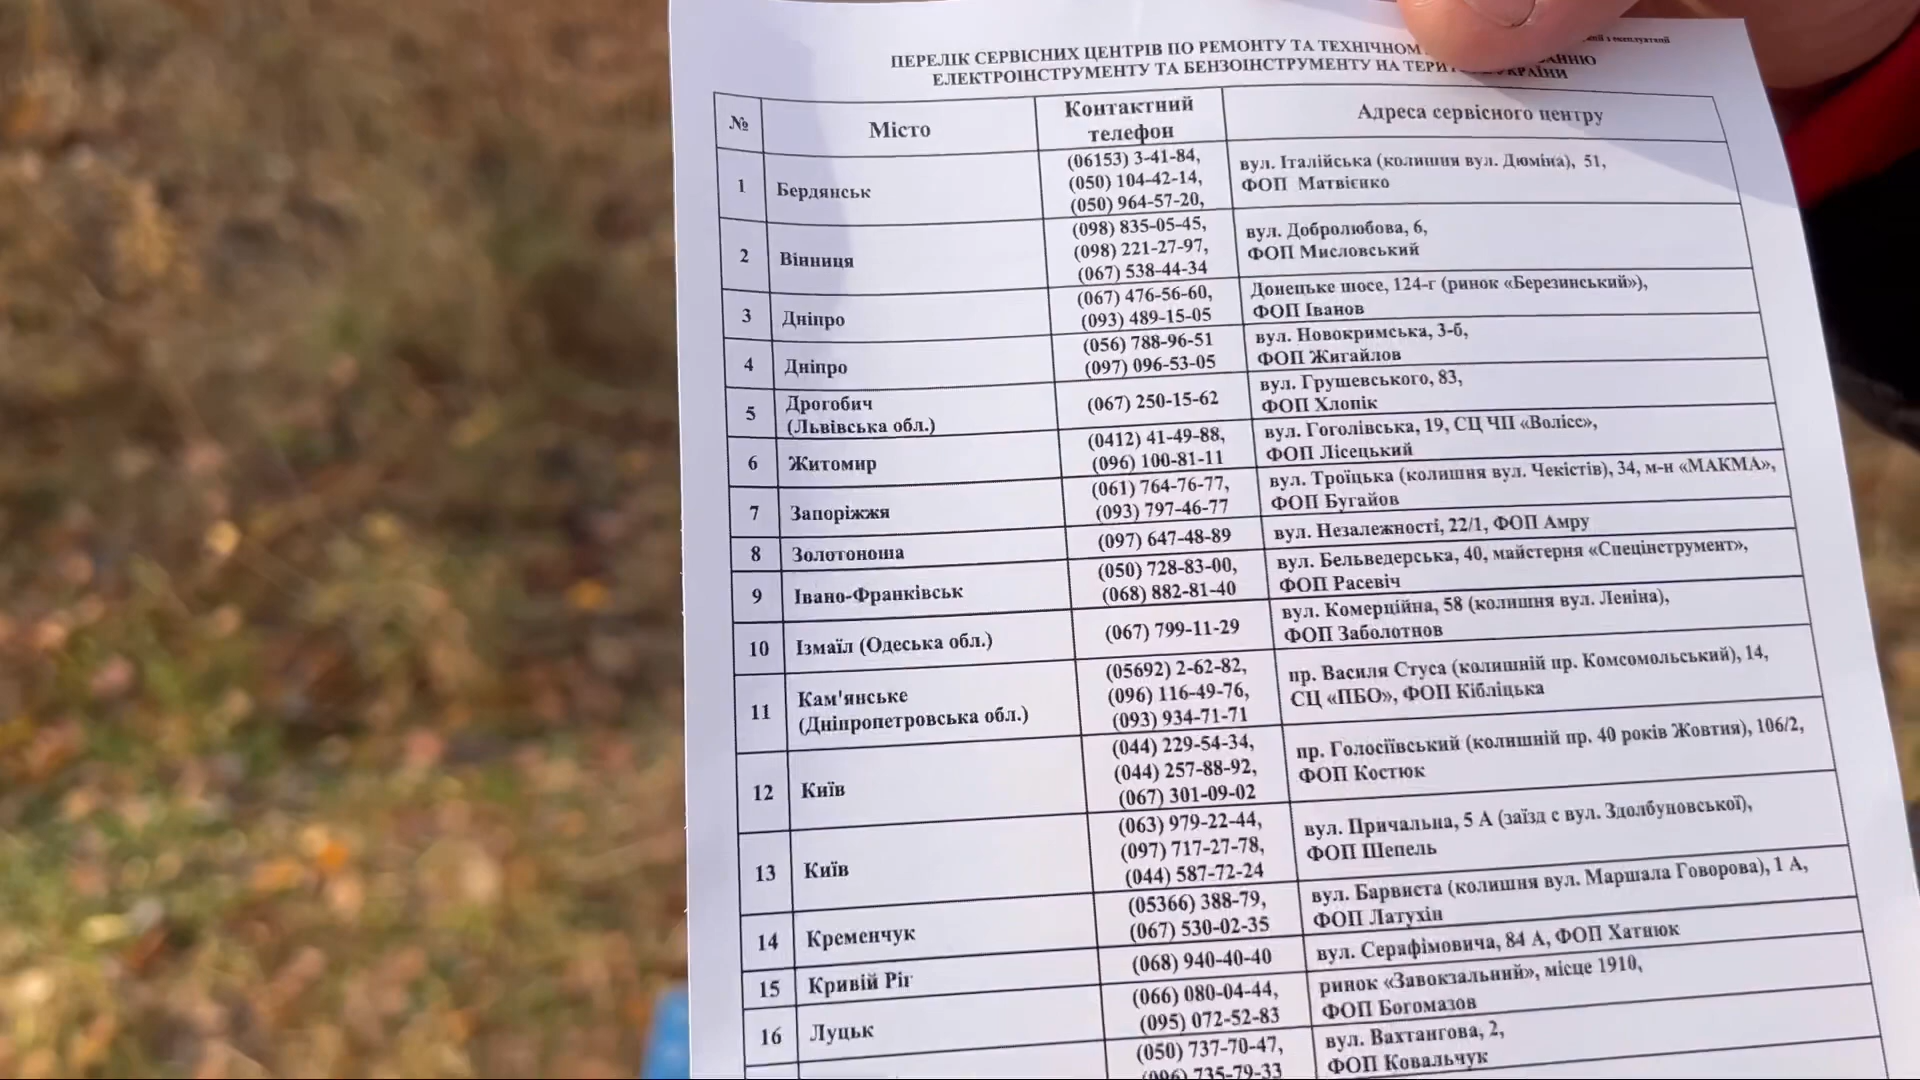 ПЕРЕЛІК СЕРВІСНИХ ЦЕНТРІВ ПО РЕМОНТУ ТА ТЕХНІЧНОМ
ЕЛЕКТРОІНСТРУМЕНТУ ТА БЕНЗОІНСТРУМЕНТУ НА ТЕРИТ УКРАЇНИ
№ Місто Контактний телефон Адреса сервісного центру
1 Бердянськ (06153) 3-41-84, вул. Італійська (колишня вул. Дюміна), 51,
(050) 104-42-14, ФОП Матвієнко
(050) 964-57-20,
2 Вінниця (098) 835-05-45, вул. Добролюбова, 6,
(098) 221-27-97, ФОП Мисловський
(067) 538-44-34
3 Дніпро (067) 476-56-60, Донецьке шосе, 124-г (ринок «Березинський»),
(093) 489-15-05 ФОП Іванов
4 Дніпро (056) 788-96-51 вул. Новокримська, 3-б,
(097) 096-53-05 ФОП Жигайлов
5 Дрогобич (067) 250-15-62 вул. Грушевського, 83,
(Львівська обл.) ФОП Хлопік
6 Житомир (0412) 41-49-88, вул. Гоголівська, 19, СЦ ЧП «Волісс»,
(096) 100-81-11 ФОП Лісецький
7 Запоріжжя (061) 764-76-77, вул. Троїцька (колишня вул. Чекістів), 34, м-н «МАКМА»,
(093) 797-46-77 ФОП Бугайов
8 Золотоноша (097) 647-48-89 вул. Незалежності, 22/1, ФОП Амру
9 Івано-Франківськ (050) 728-83-00, вул. Бельведерська, 40, майстерня «Спецінструмент»,
(068) 882-81-40 ФОП Расевіч
10 Ізмаїл (Одеська обл.) (067) 799-11-29 вул. Комерційна, 58 (колишня вул. Леніна),
ФОП Заболотнов
11 Кам'янське (05692) 2-62-82, пр. Василя Стуса (колишній пр. Комсомольський), 14,
(Дніпропетровська обл.) (096) 116-49-76, СЦ «ПБО», ФОП Кібліцька
(093) 934-71-71
12 Київ (044) 229-54-34, пр. Голосіївський (колишній пр. 40 років Жовтия), 106/2,
(044) 257-88-92, ФОП Костюк
(067) 301-09-02
13 Київ (063) 979-22-44, вул. Причальна, 5 А (заїзд с вул. Здолбуновської),
(097) 717-27-78, ФОП Шепель
(044) 587-72-24
14 Кременчук (05366) 388-79, вул. Барвиста (колишня вул. Маршала Говорова), 1 А,
(067) 530-02-35 ФОП Латухін
15 Кривій Ріг (068) 940-40-40 вул. Серафімовича, 84 А, ФОП Хатнюк
16 Луцьк (066) 080-04-44, ринок «Завокзальний», місце 1910,
(095) 072-52-83 ФОП Богомазов
(050) 737-70-47, вул. Вахтангова, 2,
(096) 735-79-33 ФОП Ковальчук